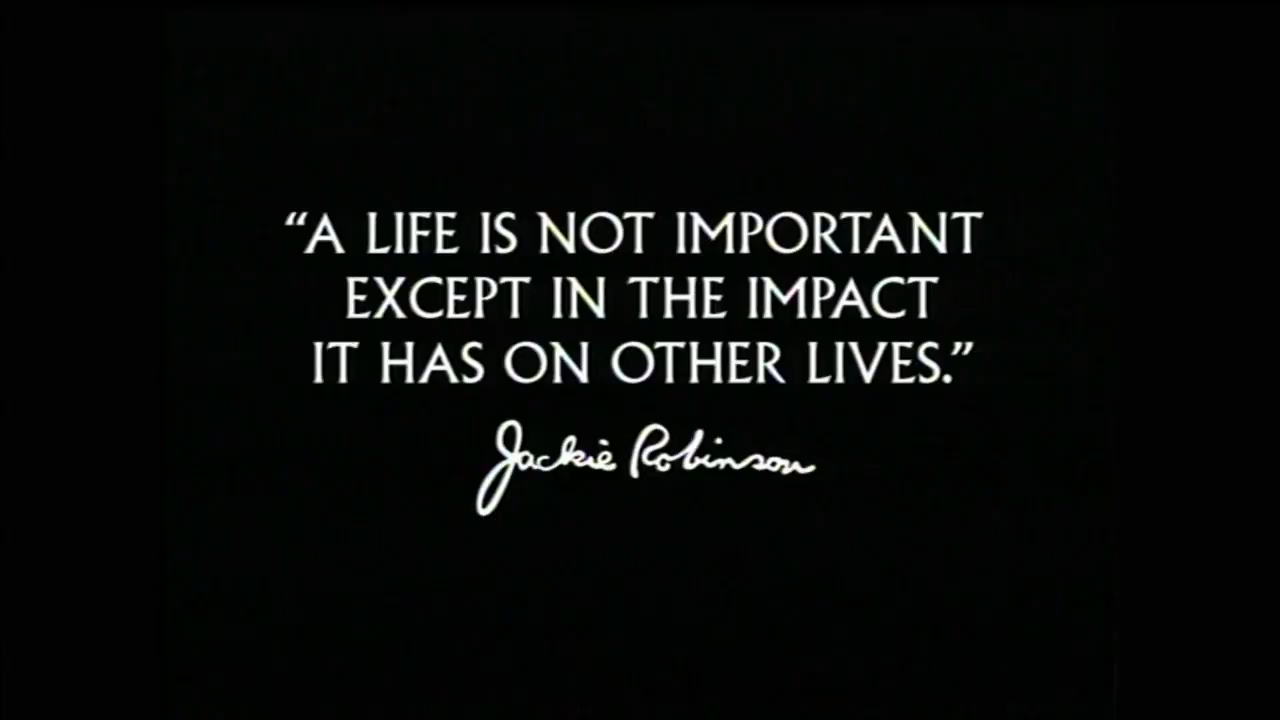 “A LIFE IS NOT IMPORTANT
EXCEPT IN THE IMPACT
IT HAS ON OTHER LIVES.”
Jackie Robinson